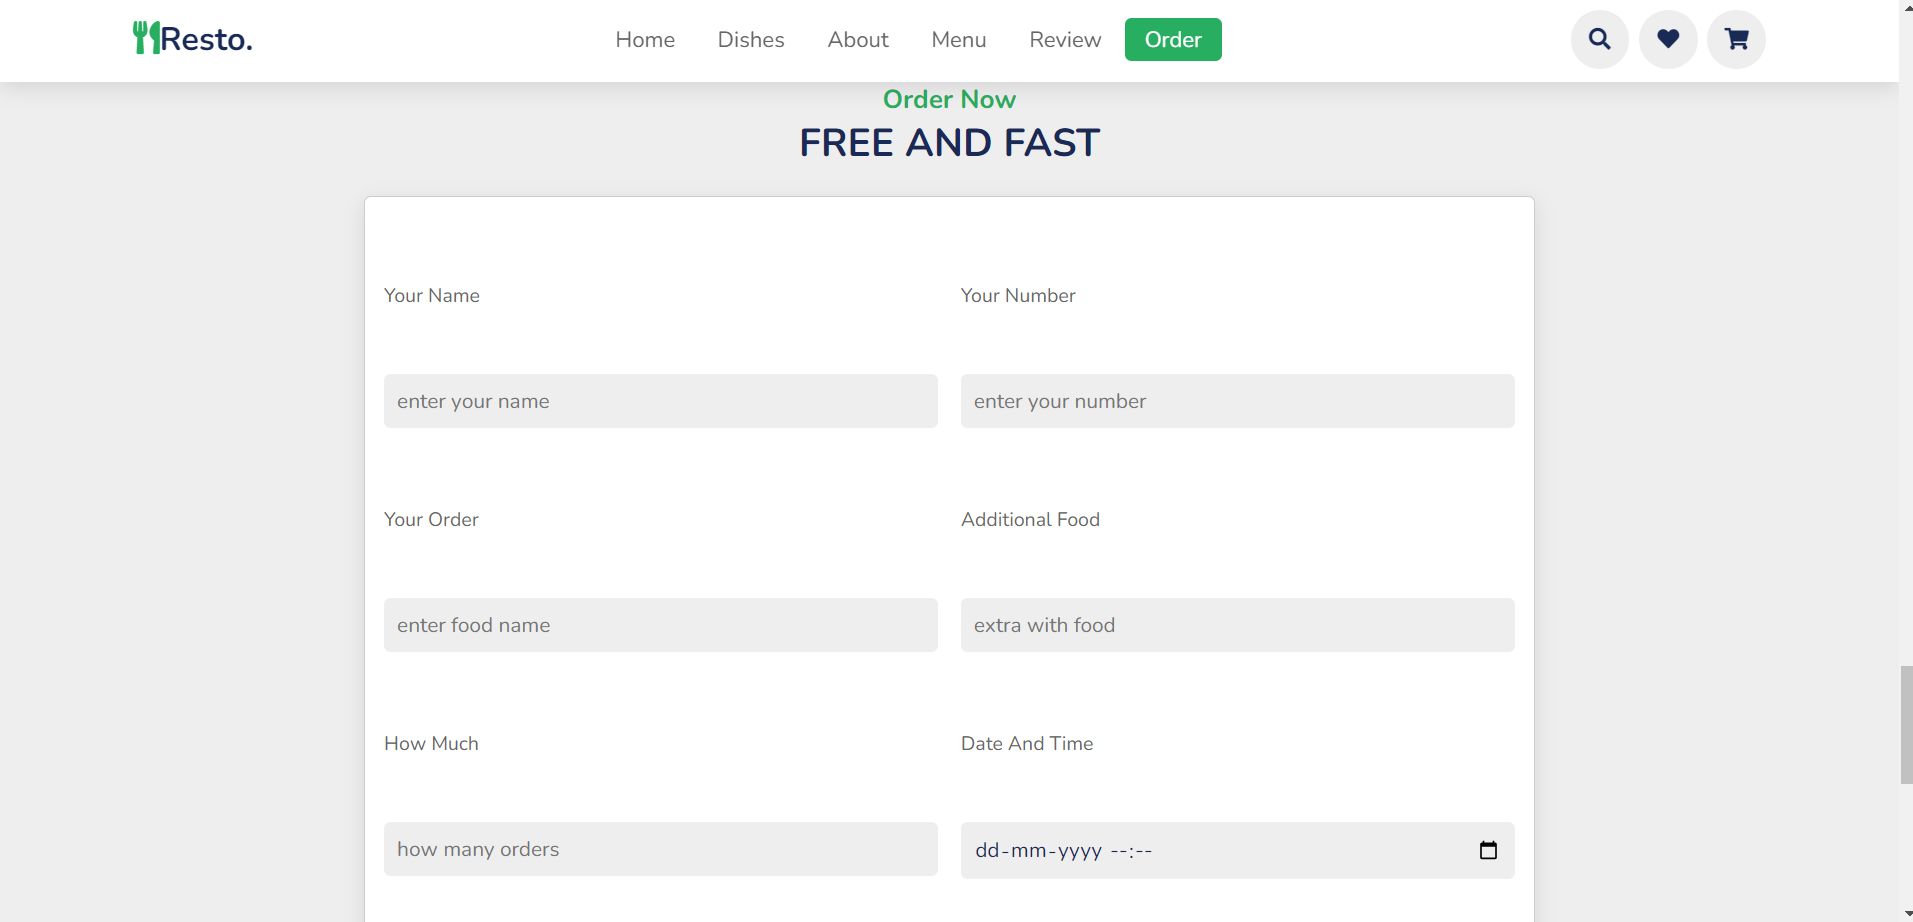 Resto.
Home Dishes About Menu Review Order
Order Now
FREE AND FAST
Your Name Your Number
enter your name enter your number
Your Order Additional Food
enter food name extra with food
How Much Date And Time
how many orders dd-mm-yyyy --:--